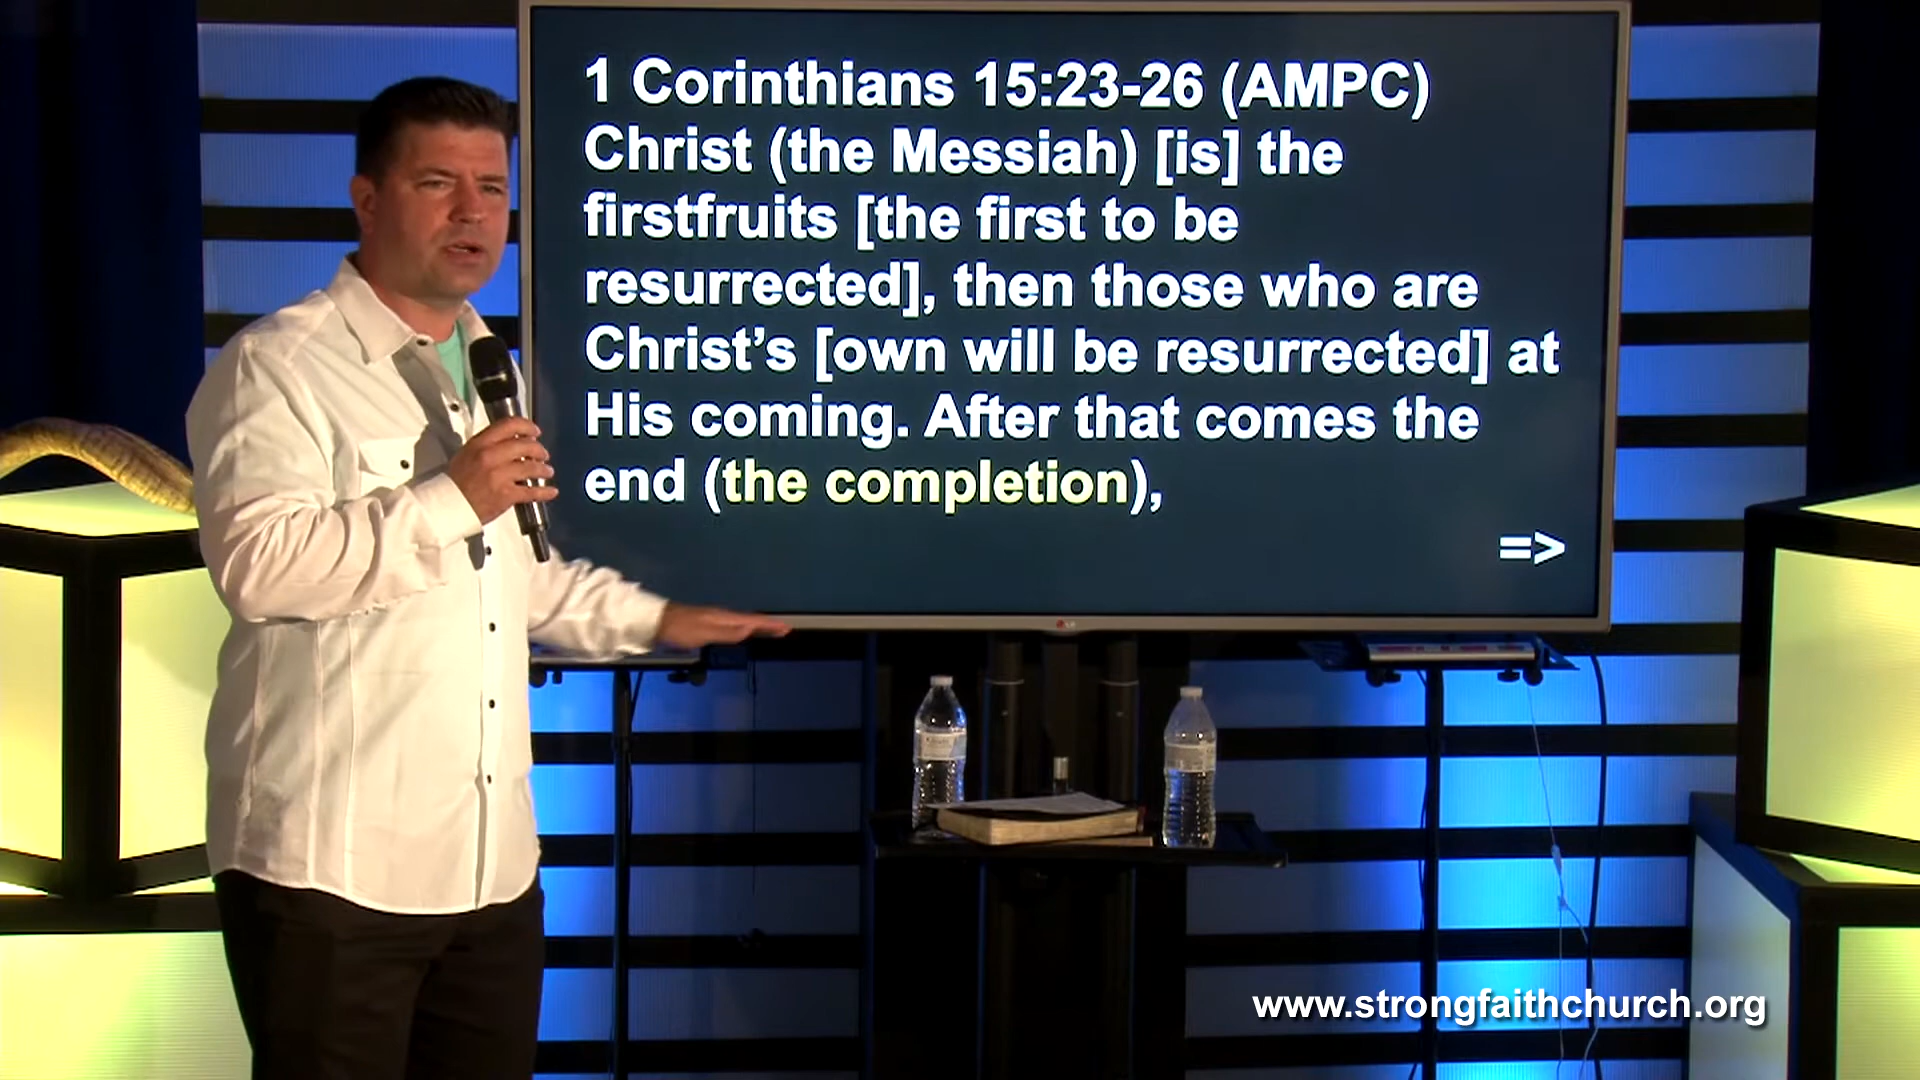 1 Corinthians 15:23-26 (AMPC)
Christ (the Messiah) [is] the
firstfruits [the first to be
resurrected], then those who are
Christ’s [own will be resurrected] at
His coming. After that comes the
end (the completion),
=>
LG
www.strongfaithchurch.org